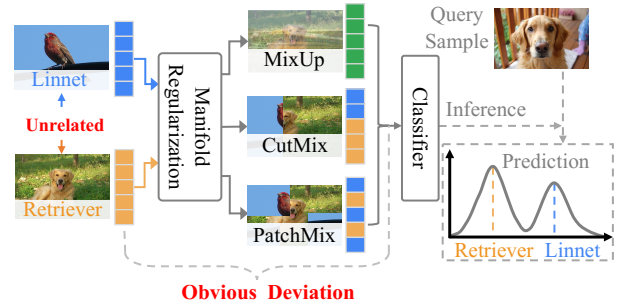 Linnet
Unrelated
Retriever
Manifold
Regularization
MixUp
CutMix
PatchMix
Classifier
Query
Sample
Inference
Prediction
Retriever Linnet
Obvious Deviation